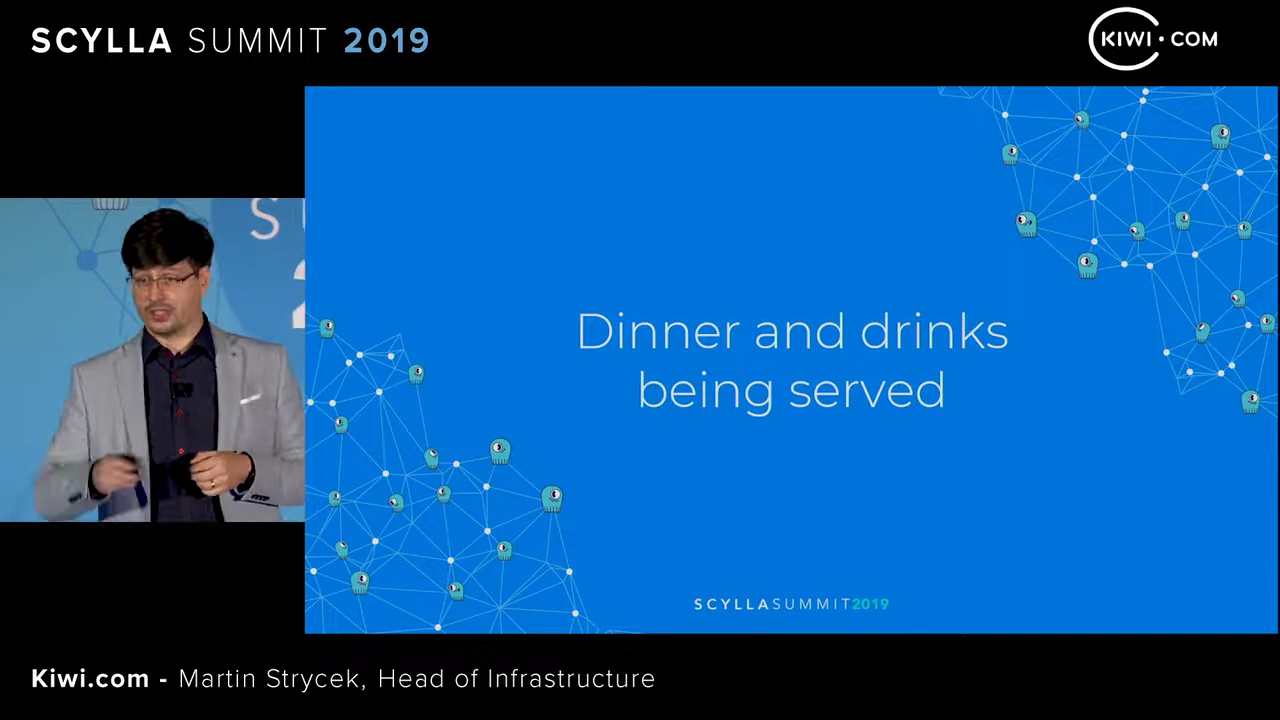 SCYLLA SUMMIT 2019
KIWI.COM
Dinner and drinks
being served
SCYLLASUMMIT2019
Kiwi.com - Martin Strycek, Head of Infrastructure